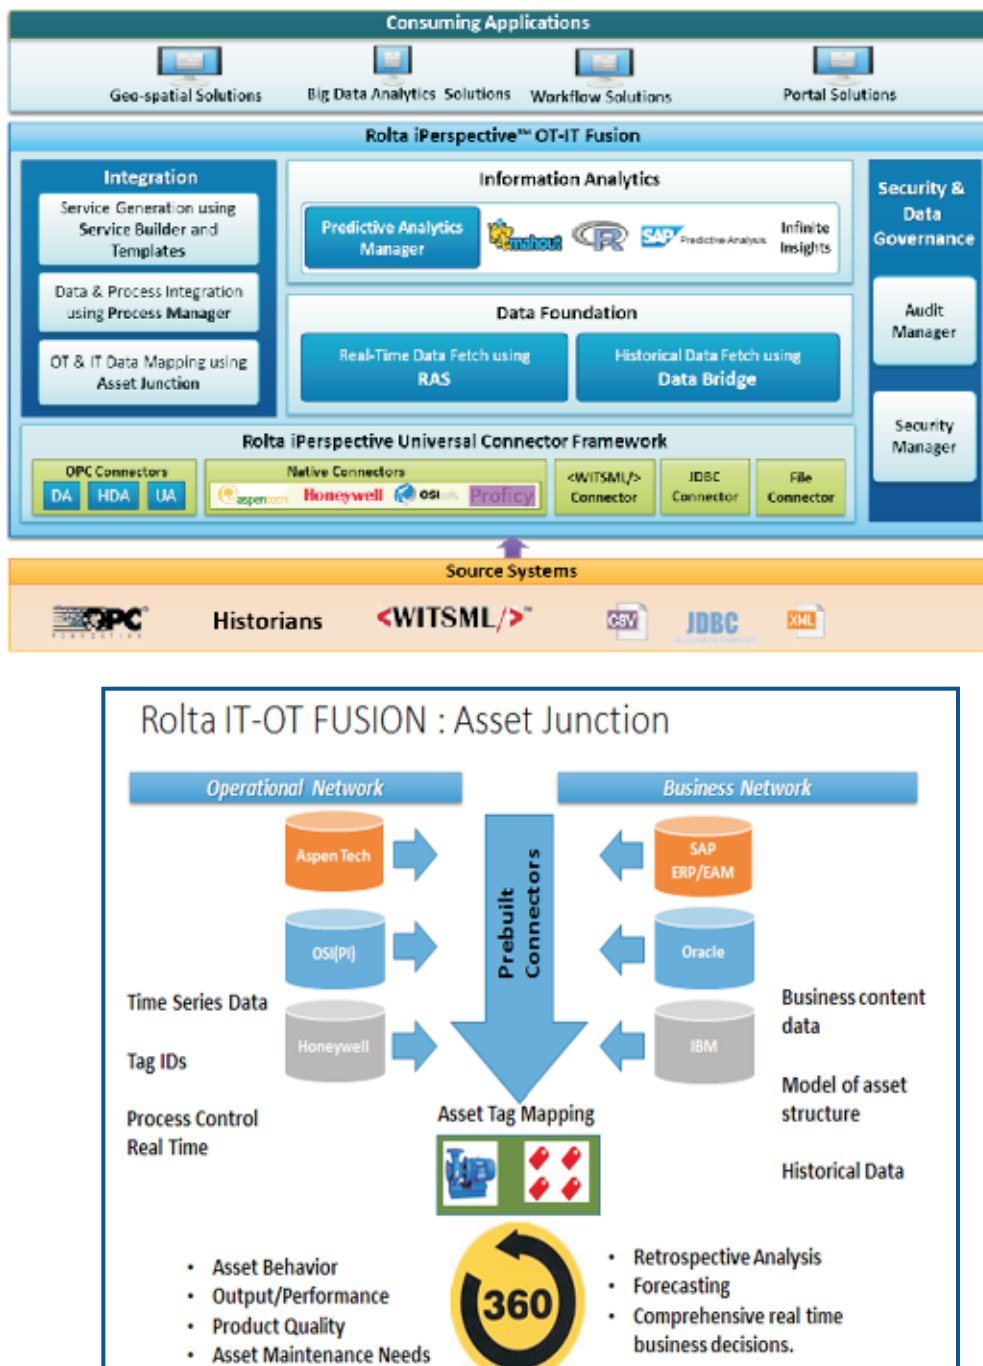 Consuming Applications
Geo-spatial Solutions
Big Data Analytics Solutions
Workflow Solutions
Portal Solutions
Rolta iPerspective™ OT-IT Fusion
Integration
Service Generation using
Service Builder and
Templates
Data & Process Integration
using Process Manager
OT & IT Data Mapping using
Asset Junction
Information Analytics
Predictive Analytics
Manager
mahout
R
SAP Predictive Analysis
Infinite
Insights
Data Foundation
Real-Time Data Fetch using
RAS
Historical Data Fetch using
Data Bridge
Security &
Data
Governance
Audit
Manager
Security
Manager
Rolta iPerspective Universal Connector Framework
OPC Connectors
DA
HDA
UA
Native Connectors
aspentech
Honeywell
OSIsoft.
Proficy
<WITSML/>
Connector
JDBC
Connector
File
Connector
Source Systems
OPC
FOUNDATION
Historians
<WITSML/>™
CSV
JDBC
XML
Rolta IT-OT FUSION : Asset Junction
Operational Network
Business Network
Aspen Tech
OSI(PI)
Honeywell
Prebuilt
Connectors
SAP
ERP/EAM
Oracle
IBM
Time Series Data
Tag IDs
Process Control
Real Time
Business content
data
Model of asset
structure
Historical Data
Asset Tag Mapping
360
• Asset Behavior
• Output/Performance
• Product Quality
• Asset Maintenance Needs
• Retrospective Analysis
• Forecasting
• Comprehensive real time
business decisions.